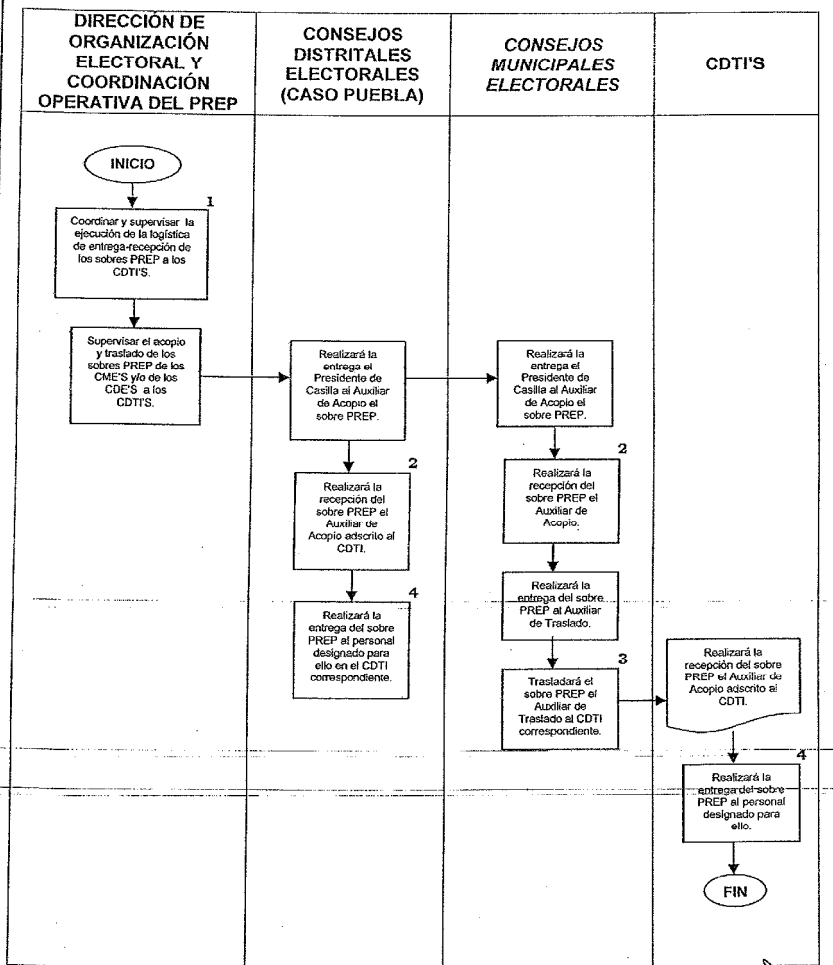 DIRECCIÓN DE
ORGANIZACIÓN
ELECTORAL Y
COORDINACIÓN
OPERATIVA DEL PREP
CONSEJOS
DISTRITALES
ELECTORALES
(CASO PUEBLA)
CONSEJOS
MUNICIPALES
ELECTORALES
CDTI'S
INICIO
1
Coordinar y supervisar la
ejecución de la logística
de entrega-recepción de
los sobres PREP a los
CDTI'S.
Supervisar el acopio
y traslado de los
sobres PREP de los
CME'S y/o de los
CDE'S a los
CDTI'S.
Realizará la
entrega el
Presidente de
Casilla al Auxiliar
de Acopio el
sobre PREP.
2
Realizará la
recepción del
sobre PREP el
Auxiliar de
Acopio adscrito al
CDTI.
4
Realizará la
entrega del sobre
PREP al personal
designado para
ello en el CDTI
correspondiente.
Realizará la
entrega el
Presidente de
Casilla al Auxiliar
de Acopio el
sobre PREP.
2
Realizará la
recepción del
sobre PREP el
Auxiliar de
Acopio.
Realizará la
entrega del sobre
PREP al Auxiliar
de Traslado.
3
Trasladará el
sobre PREP el
Auxiliar de
Traslado al CDTI
correspondiente.
Realizará la
recepción del sobre
PREP el Auxiliar de
Acopio adscrito al
CDTI.
4
Realizará la
entrega del sobre
PREP al personal
designado para
ello.
FIN